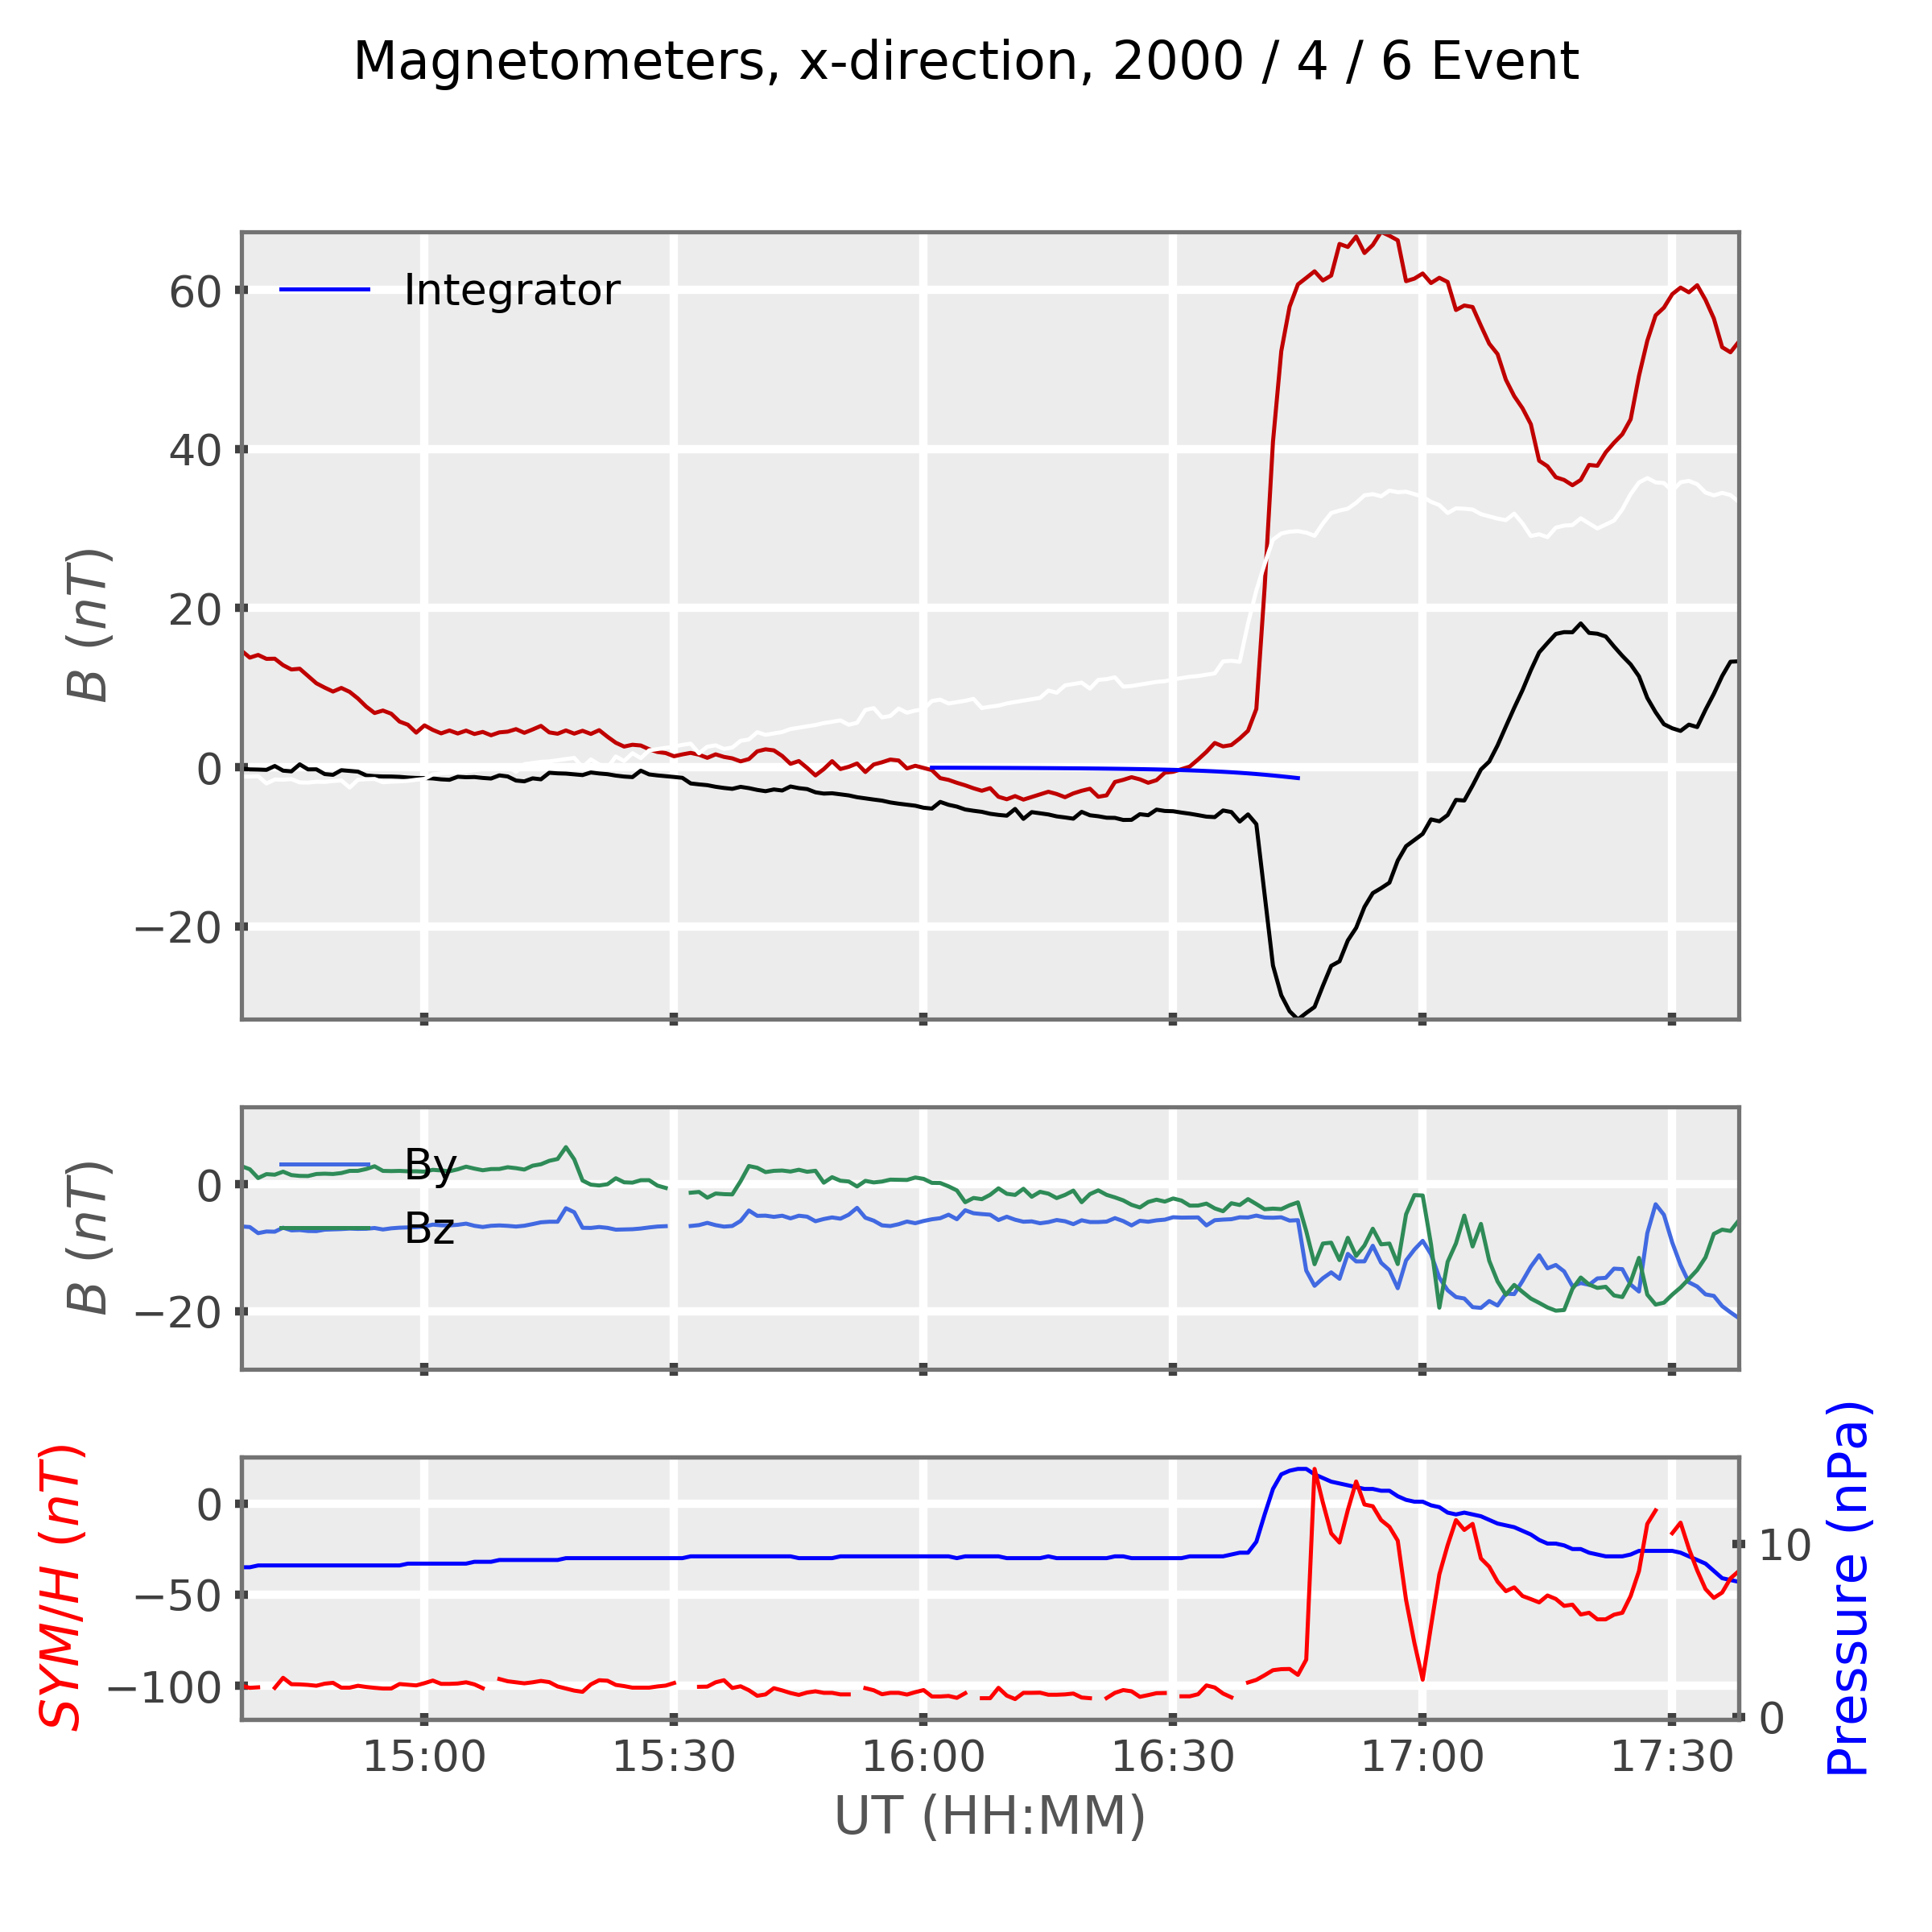 Magnetometers, x-direction, 2000 / 4 / 6 Event
Integrator
60
40
20
0
−20
B (nT)
By
Bz
0
−20
B (nT)
0
−50
−100
SYM/H (nT)
10
0
Pressure (nPa)
15:00 15:30 16:00 16:30 17:00 17:30
UT (HH:MM)